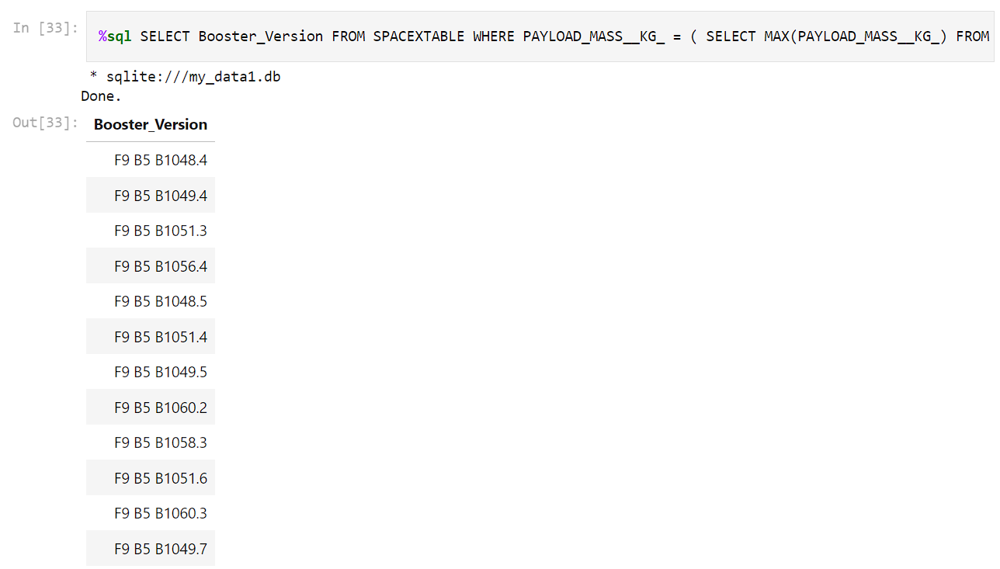 In [33]: %sql SELECT Booster_Version FROM SPACEXTABLE WHERE PAYLOAD_MASS__KG_ = ( SELECT MAX(PAYLOAD_MASS__KG_) FROM
* sqlite:///my_data1.db
Done.
Out[33]: Booster_Version
F9 B5 B1048.4
F9 B5 B1049.4
F9 B5 B1051.3
F9 B5 B1056.4
F9 B5 B1048.5
F9 B5 B1051.4
F9 B5 B1049.5
F9 B5 B1060.2
F9 B5 B1058.3
F9 B5 B1051.6
F9 B5 B1060.3
F9 B5 B1049.7